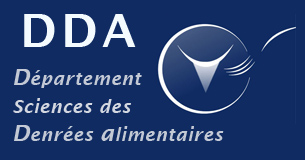 DDA
Département
Sciences des
Denrées alimentaires